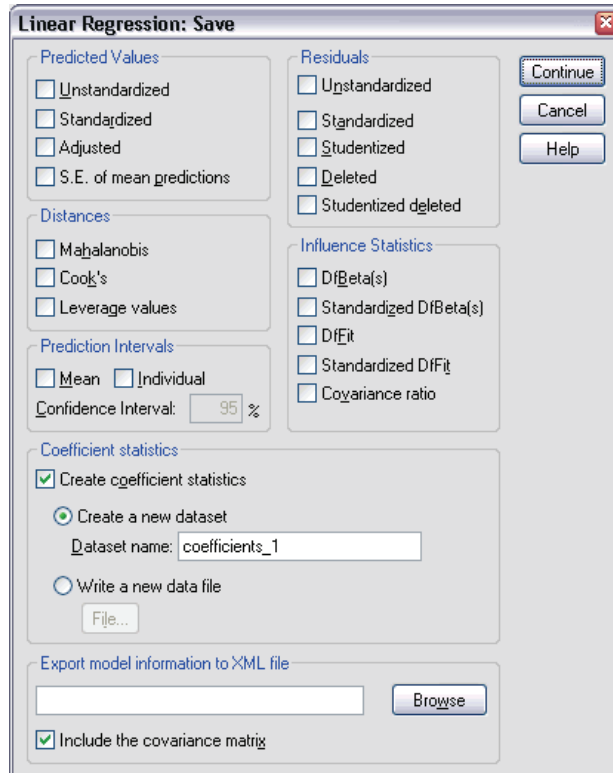 Linear Regression: Save
Predicted Values
Unstandardized
Standardized
Adjusted
S.E. of mean predictions
Distances
Mahalanobis
Cook's
Leverage values
Prediction Intervals
Mean Individual
Confidence Interval: 95 %
Residuals
Unstandardized
Standardized
Studentized
Deleted
Studentized deleted
Influence Statistics
DfBeta(s)
Standardized DfBeta(s)
DfFit
Standardized DfFit
Covariance ratio
Continue
Cancel
Help
Coefficient statistics
Create coefficient statistics
Create a new dataset
Dataset name: coefficients_1
Write a new data file
File...
Export model information to XML file
Browse
Include the covariance matrix